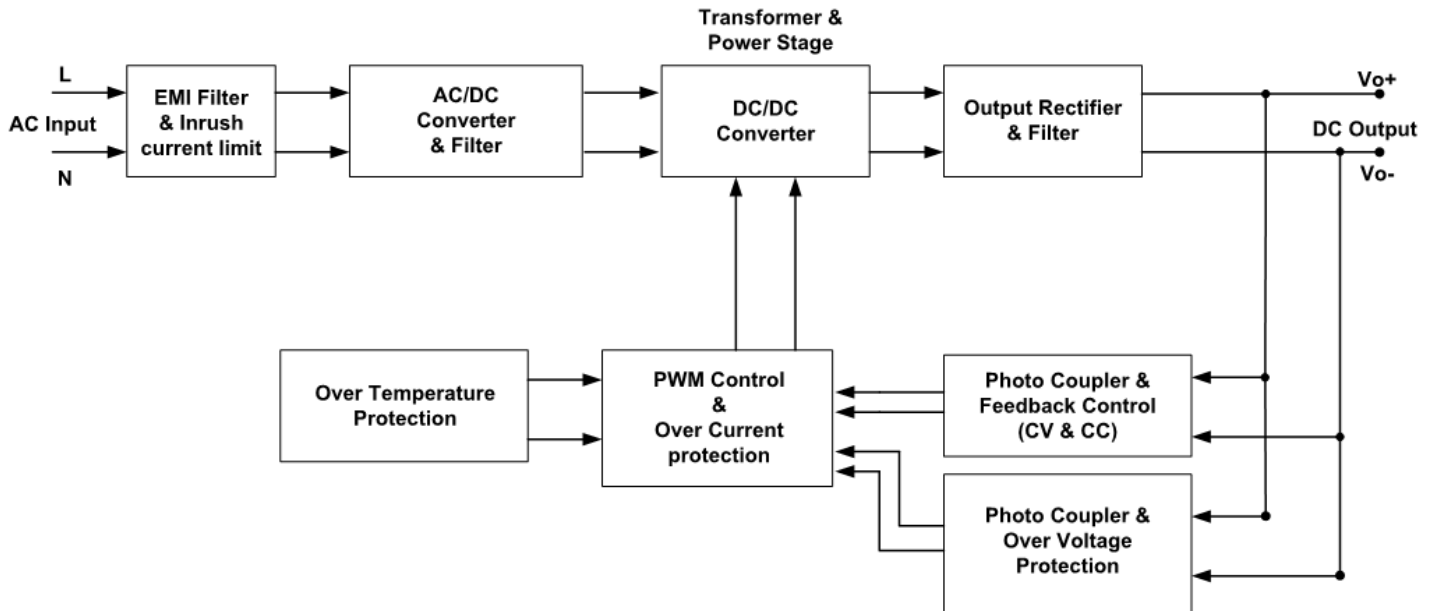 Transformer &
Power Stage
L
AC Input
N
EMI Filter
& Inrush
current limit
AC/DC
Converter
& Filter
DC/DC
Converter
Output Rectifier
& Filter
Vo+
DC Output
Vo-
Over Temperature
Protection
PWM Control
&
Over Current
protection
Photo Coupler &
Feedback Control
(CV & CC)
Photo Coupler &
Over Voltage
Protection